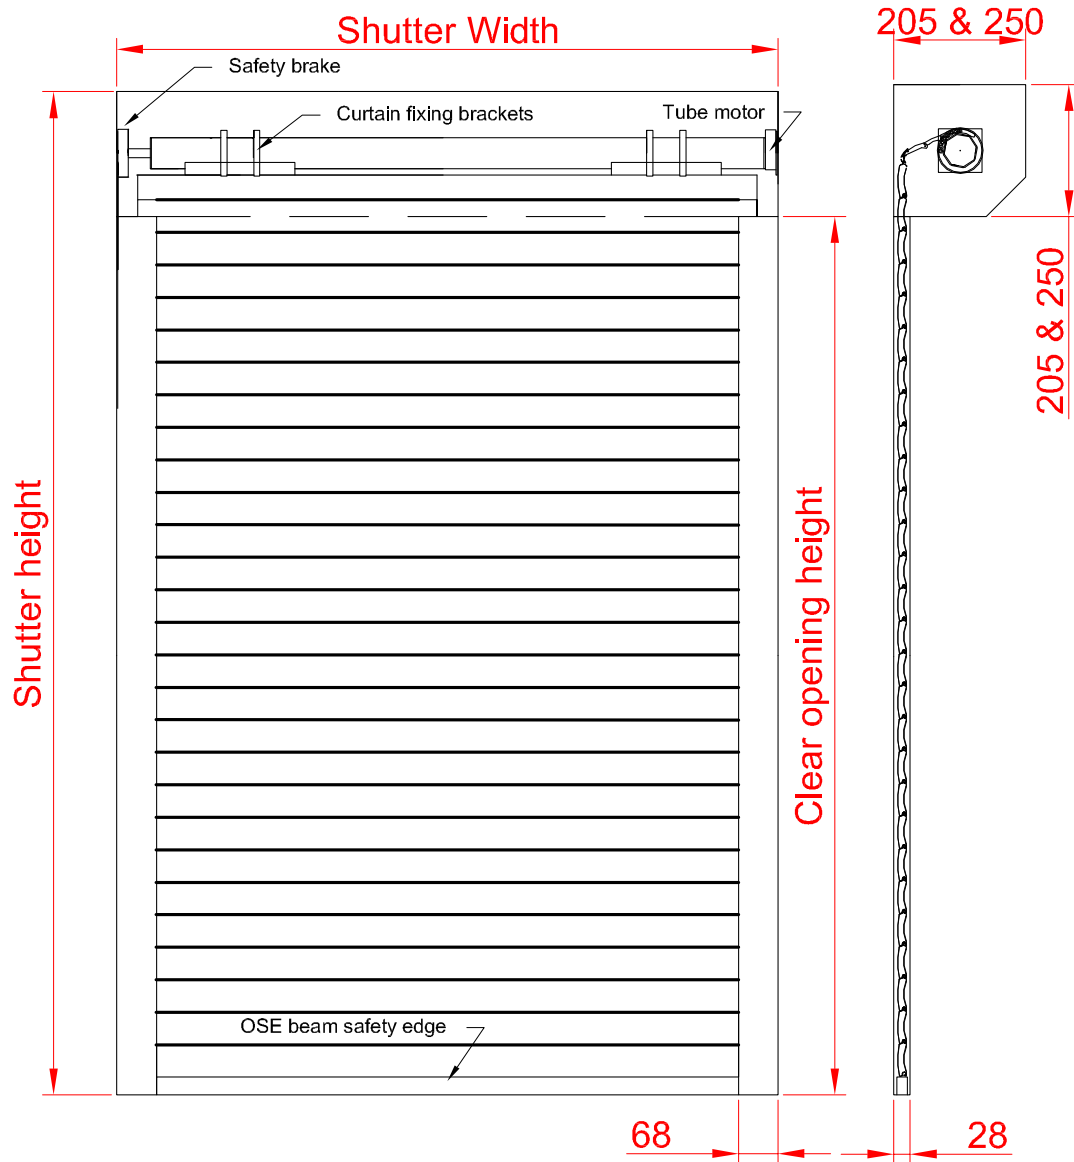 Shutter Width
205 & 250
Safety brake
Curtain fixing brackets
Tube motor
205 & 250
Shutter height
Clear opening height
OSE beam safety edge
68
28